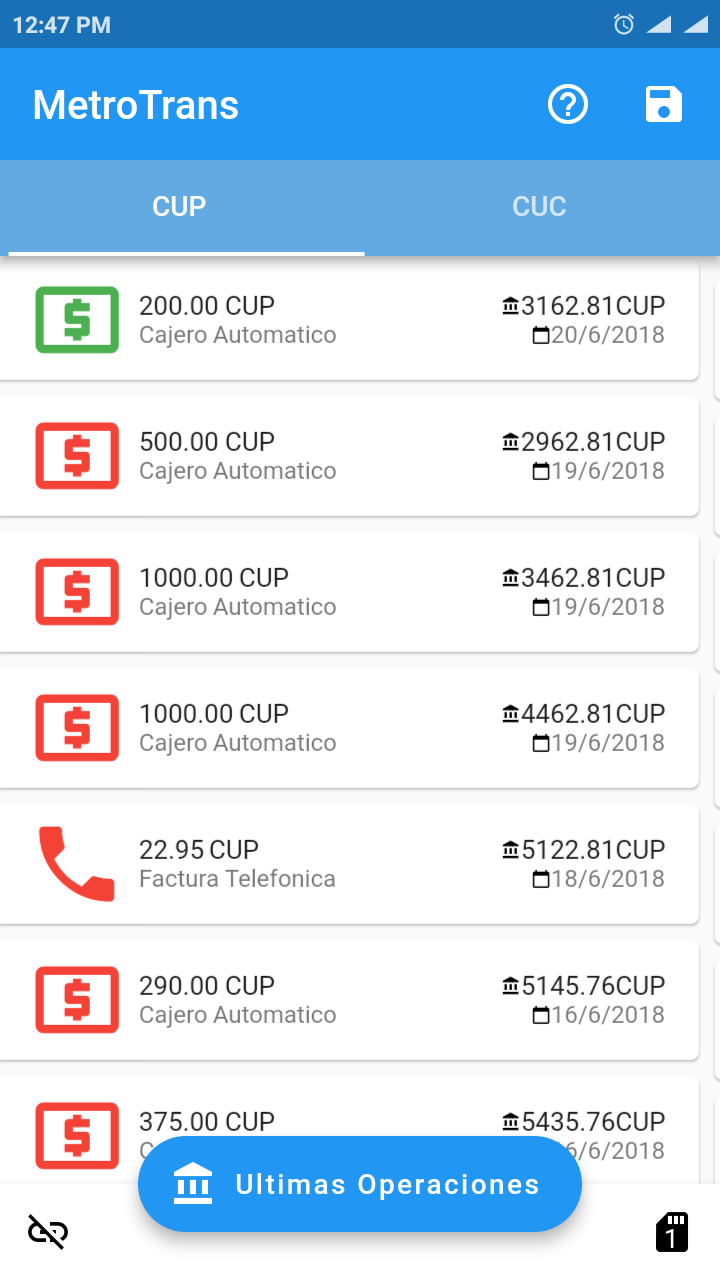 12:47 PM
MetroTrans
CUP
CUC
200.00 CUP
3162.81CUP
Cajero Automatico
20/6/2018
500.00 CUP
2962.81CUP
Cajero Automatico
19/6/2018
1000.00 CUP
3462.81CUP
Cajero Automatico
19/6/2018
1000.00 CUP
4462.81CUP
Cajero Automatico
19/6/2018
22.95 CUP
5122.81CUP
Factura Telefonica
18/6/2018
290.00 CUP
5145.76CUP
Cajero Automatico
16/6/2018
375.00 CUP
5435.76CUP
6/6/2018
Ultimas Operaciones
1